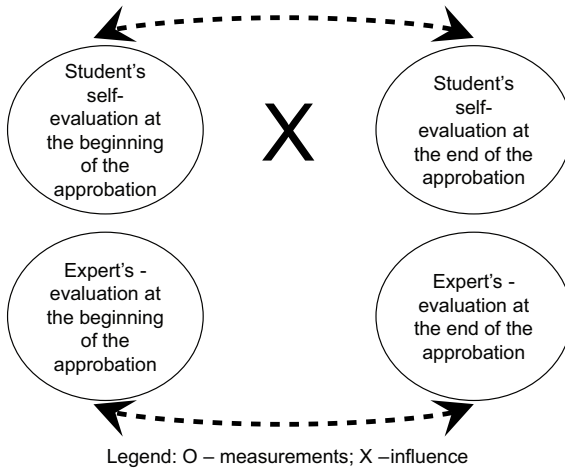 Student's
self-
evaluation at
the beginning
of the
approbation
X
Student's
self-
evaluation at
the end of the
approbation
Expert's -
evaluation at
the beginning
of the
approbation
Expert's -
evaluation at
the end of the
approbation
Legend: O – measurements; X –influence